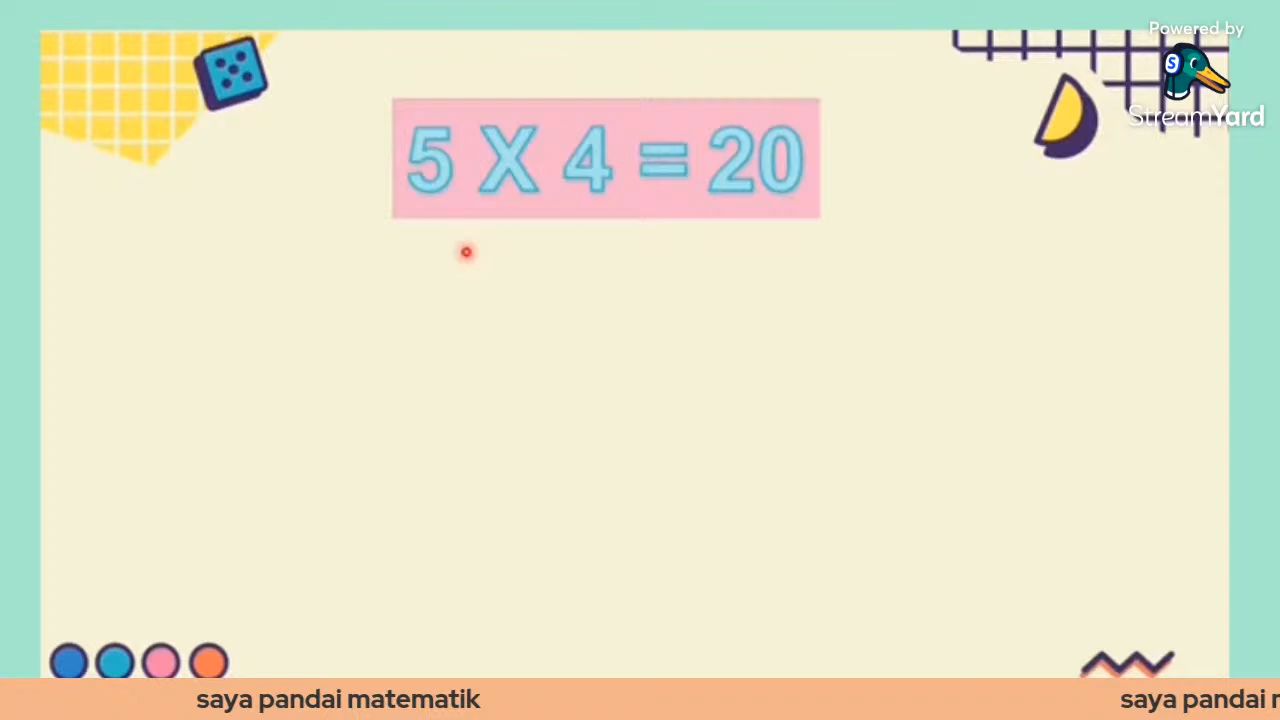 Powered by
StreamYard
5 X 4 = 20
saya pandai matematik
saya pandai